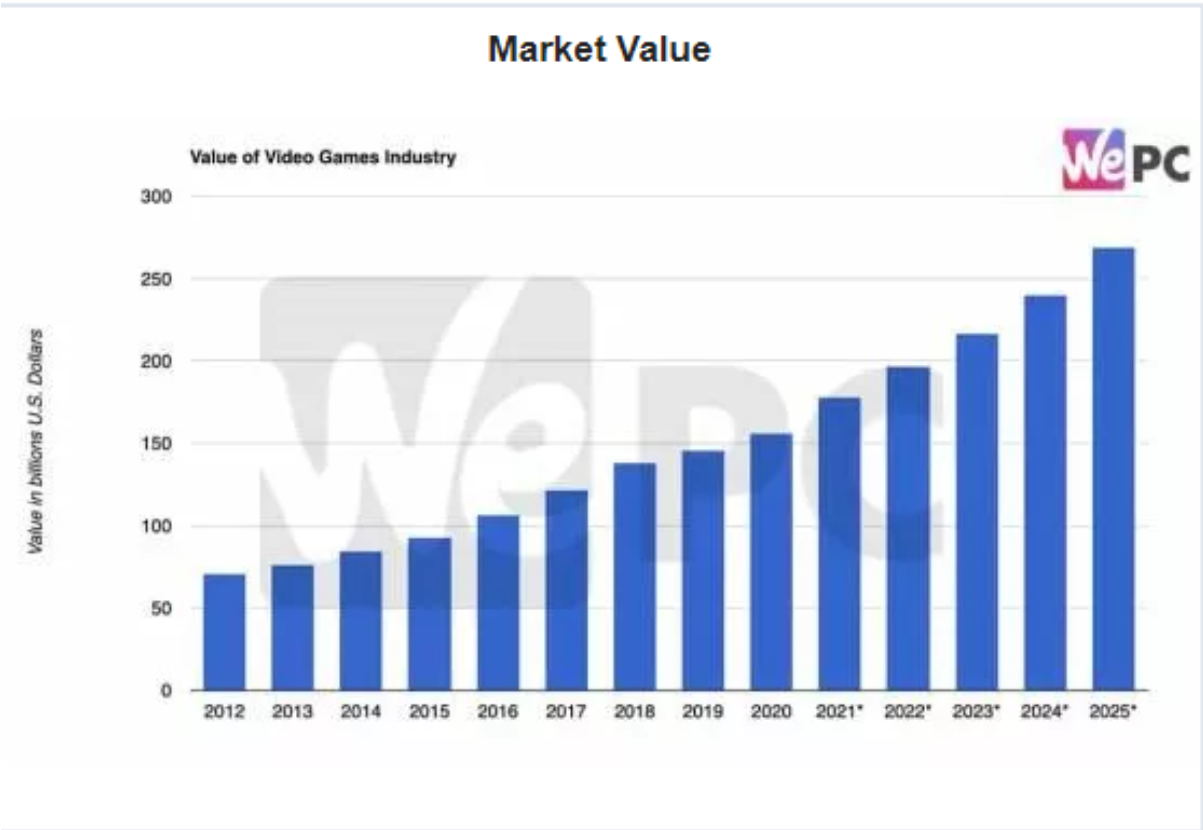 Market Value
Value of Video Games Industry
WePC
300
250
200
150
100
50
0
Value in billions U.S. Dollars
WePC
2012 2013 2014 2015 2016 2017 2018 2019 2020 2021* 2022* 2023* 2024* 2025*